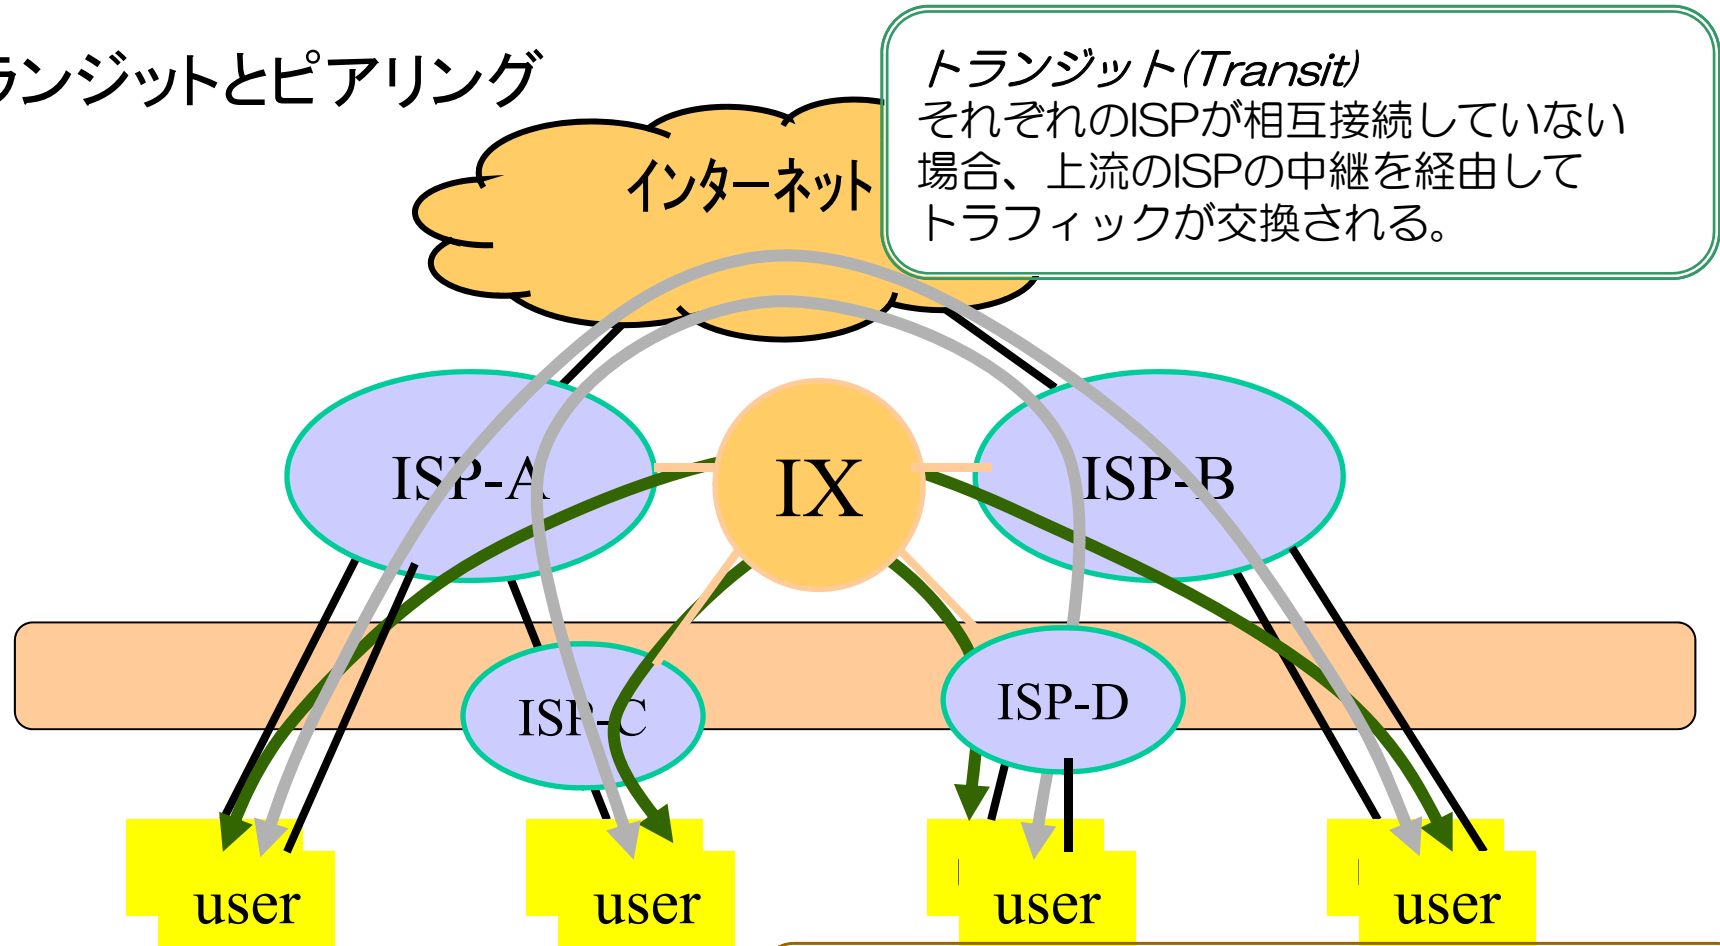 ランジットとピアリング
トランジット(Transit)
それぞれのISPが相互接続していない
場合、上流のISPの中継を経由して
トラフィックが交換される。
インターネット
ISP-A
IX
ISP-B
ISP-C
ISP-D
user
user
user
user